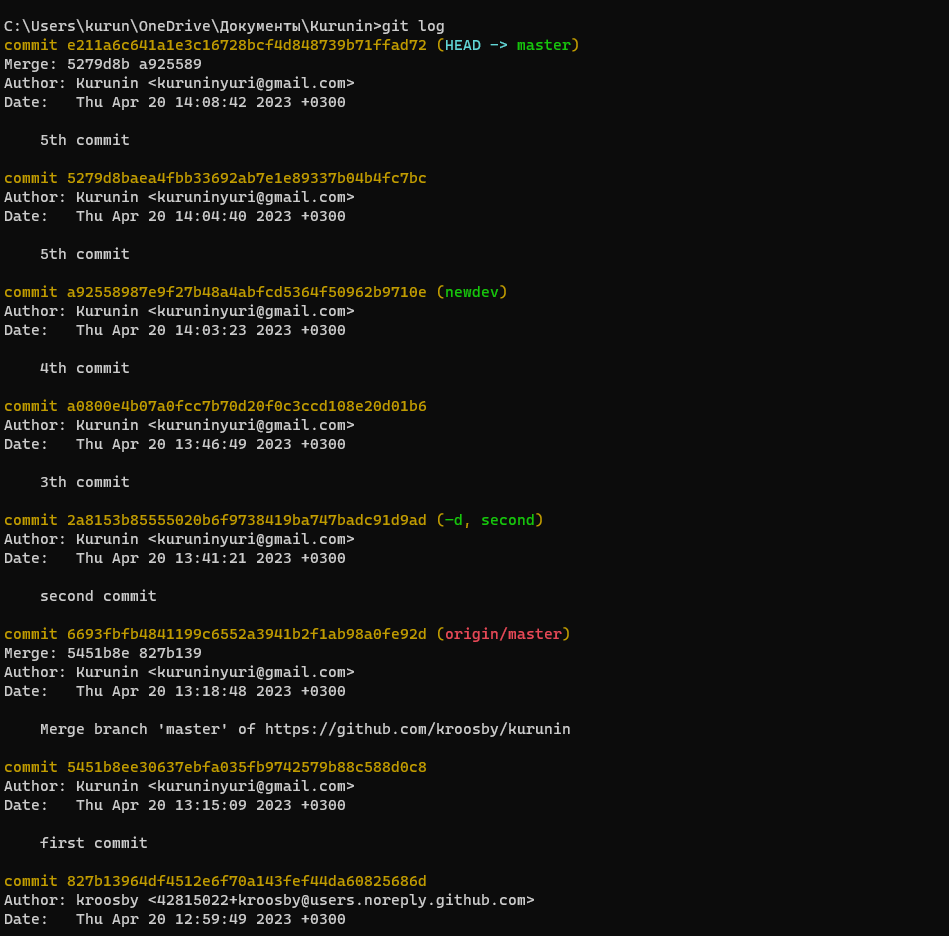 C:\Users\kurun\OneDrive\Документы\Kurunin>git log
commit e211a6c641a1e3c16728bcf4d848739b71ffad72 (HEAD -> master)
Merge: 5279d8b a925589
Author: Kurunin <kuruninyuri@gmail.com>
Date:   Thu Apr 20 14:08:42 2023 +0300

    5th commit

commit 5279d8baea4fbb33692ab7e1e89337b04b4fc7bc
Author: Kurunin <kuruninyuri@gmail.com>
Date:   Thu Apr 20 14:04:40 2023 +0300

    5th commit

commit a92558987e9f27b48a4abfcd5364f50962b9710e (newdev)
Author: Kurunin <kuruninyuri@gmail.com>
Date:   Thu Apr 20 14:03:23 2023 +0300

    4th commit

commit a0800e4b07a0fcc7b70d20f0c3ccd108e20d01b6
Author: Kurunin <kuruninyuri@gmail.com>
Date:   Thu Apr 20 13:46:49 2023 +0300

    3th commit

commit 2a8153b85555020b6f9738419ba747badc91d9ad (-d, second)
Author: Kurunin <kuruninyuri@gmail.com>
Date:   Thu Apr 20 13:41:21 2023 +0300

    second commit

commit 6693fbfb4841199c6552a3941b2f1ab98a0fe92d (origin/master)
Merge: 5451b8e 827b139
Author: Kurunin <kuruninyuri@gmail.com>
Date:   Thu Apr 20 13:18:48 2023 +0300

    Merge branch 'master' of https://github.com/kroosby/kurunin

commit 5451b8ee30637ebfa035fb9742579b88c588d0c8
Author: Kurunin <kuruninyuri@gmail.com>
Date:   Thu Apr 20 13:15:09 2023 +0300

    first commit

commit 827b13964df4512e6f70a143fef44da60825686d
Author: kroosby <42815022+kroosby@users.noreply.github.com>
Date:   Thu Apr 20 12:59:49 2023 +0300